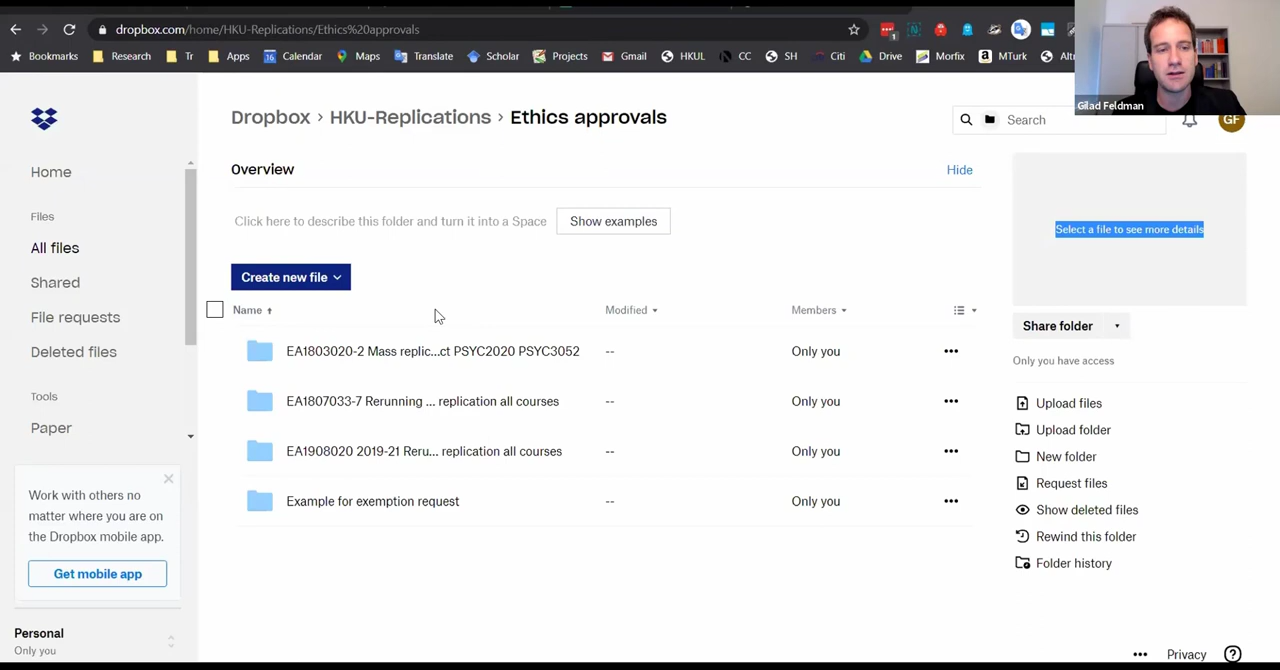 dropbox.com/home/HKU-Replications/Ethics%20approvals
Bookmarks Research Tr Apps Calendar Maps Translate Scholar Projects Gmail HKUL CC SH Citi Drive Morfix MTurk
Gilad Feldman
Dropbox › HKU-Replications › Ethics approvals
Search
GF
Home
Files
All files
Shared
File requests
Deleted files
Tools
Paper
Work with others no
matter where you are on
the Dropbox mobile app.
Get mobile app
Personal
Only you
Overview
Hide
Click here to describe this folder and turn it into a Space
Show examples
Create new file
Name Modified Members
EA1803020-2 Mass replic...ct PSYC2020 PSYC3052 -- Only you •••
EA1807033-7 Rerunning ... replication all courses -- Only you •••
EA1908020 2019-21 Reru... replication all courses -- Only you •••
Example for exemption request -- Only you •••
Select a file to see more details
Share folder
Only you have access
Upload files
Upload folder
New folder
Request files
Show deleted files
Rewind this folder
Folder history
••• Privacy ?